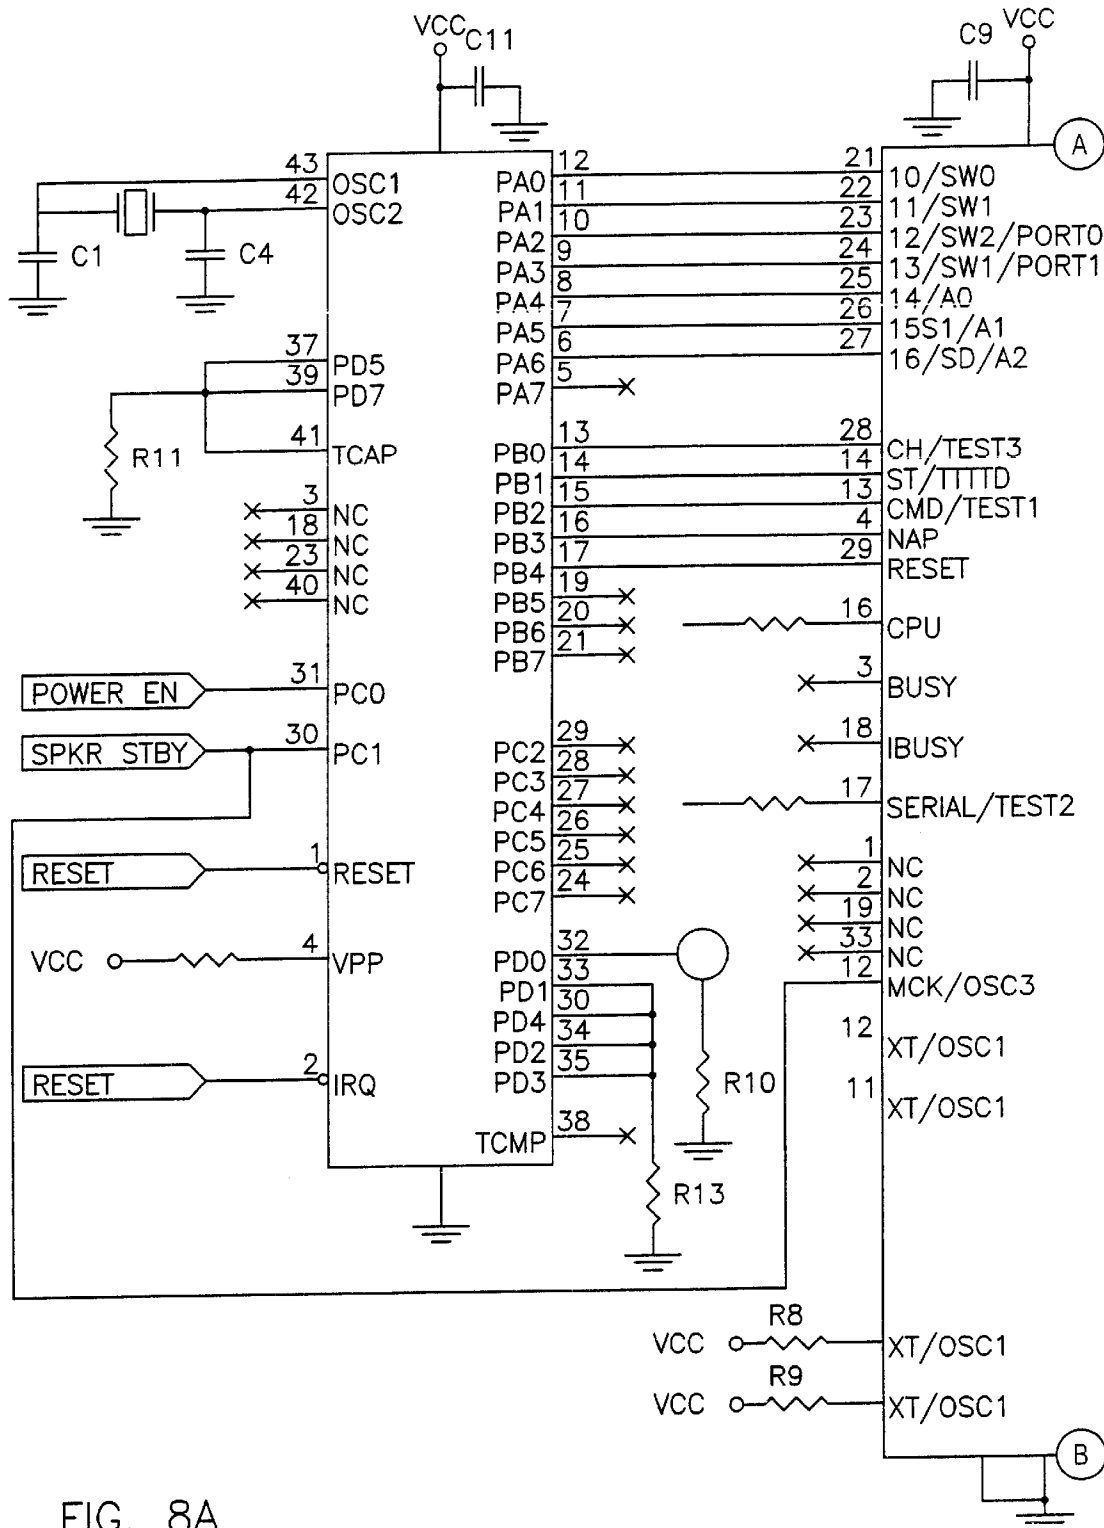 VCC C11
C9 VCC
A
43 OSC1
42 OSC2
C1
C4
37 PD5
39 PD7
41 TCAP
R11
3 NC
18 NC
23 NC
40 NC
POWER EN 31 PC0
SPKR STBY 30 PC1
RESET 1 RESET
VCC 4 VPP
RESET 2 IRQ
PA0 12
PA1 11
PA2 10
PA3 9
PA4 8
PA5 7
PA6 6
PA7 5
PB0 13
PB1 14
PB2 15
PB3 16
PB4 17
PB5 19
PB6 20
PB7 21
PC2 29
PC3 28
PC4 27
PC5 26
PC6 25
PC7 24
PD0 32
PD1 33
PD4 30
PD2 34
PD3 35
TCMP 38
R10
R13
21 10/SW0
22 11/SW1
23 12/SW2/PORT0
24 13/SW1/PORT1
25 14/A0
26 15S1/A1
27 16/SD/A2
28 CH/TEST3
14 ST/TTTTD
13 CMD/TEST1
4 NAP
29 RESET
16 CPU
3 BUSY
18 IBUSY
17 SERIAL/TEST2
1 NC
2 NC
19 NC
33 NC
12 MCK/OSC3
12 XT/OSC1
11 XT/OSC1
VCC R8 XT/OSC1
VCC R9 XT/OSC1
B
FIG. 8A